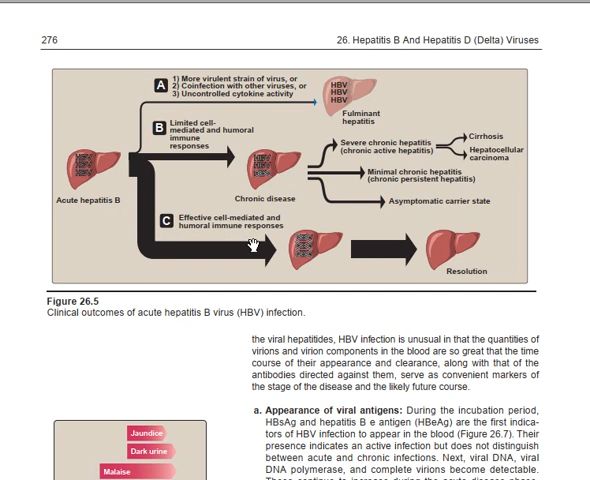 276
26. Hepatitis B And Hepatitis D (Delta) Viruses
A
1) More virulent strain of virus, or
2) Coinfection with other viruses, or
3) Uncontrolled cytokine activity
HBV
HBV
HBV
Fulminant
hepatitis
B
Limited cell-
mediated and humoral
immune
responses
HBV
HBV
HBV
Acute hepatitis B
HBV
HBV
HBV
Chronic disease
Severe chronic hepatitis
(chronic active hepatitis)
Cirrhosis
Hepatocellular
carcinoma
Minimal chronic hepatitis
(chronic persistent hepatitis)
Asymptomatic carrier state
C
Effective cell-mediated and
humoral immune responses
Resolution
Figure 26.5
Clinical outcomes of acute hepatitis B virus (HBV) infection.
the viral hepatitides, HBV infection is unusual in that the quantities of
virions and virion components in the blood are so great that the time
course of their appearance and clearance, along with that of the
antibodies directed against them, serve as convenient markers of
the stage of the disease and the likely future course.
a. Appearance of viral antigens: During the incubation period,
HBsAg and hepatitis B e antigen (HBeAg) are the first indica-
tors of HBV infection to appear in the blood (Figure 26.7). Their
presence indicates an active infection but does not distinguish
between acute and chronic infections. Next, viral DNA, viral
DNA polymerase, and complete virions become detectable.
Jaundice
Dark urine
Malaise